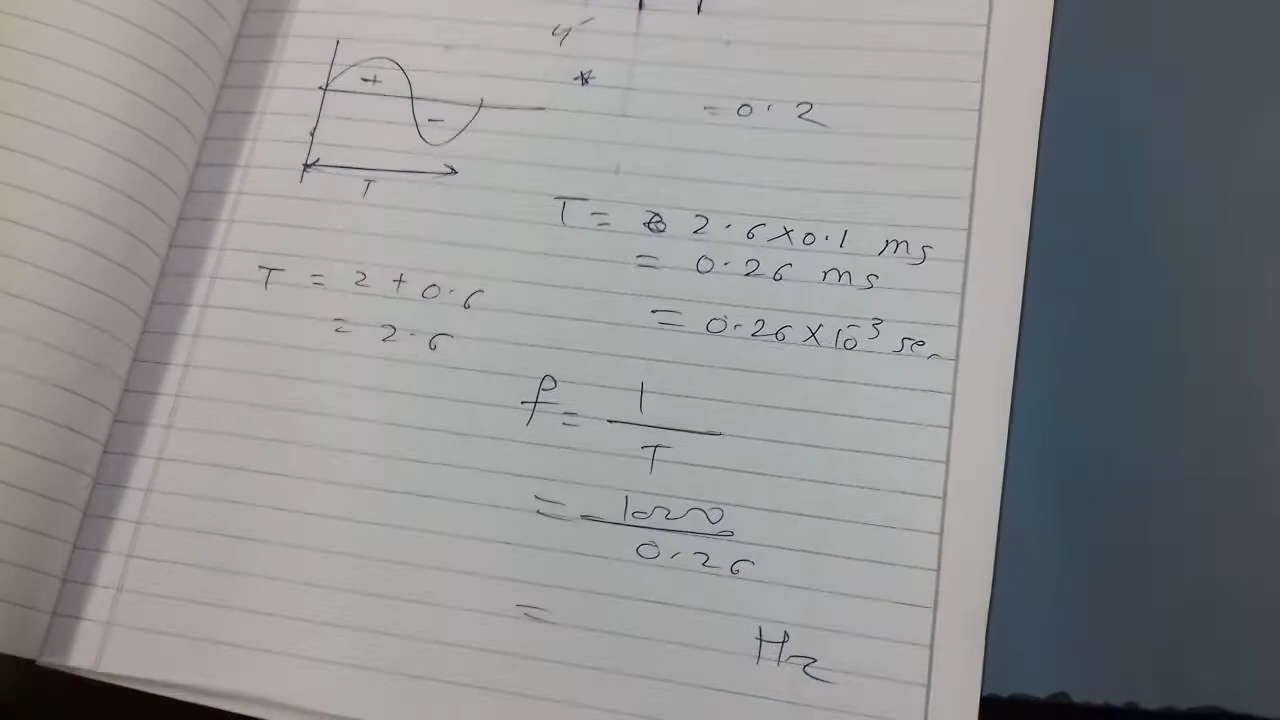 y′
*
= 0.2
+
-
T
T = 2.6×0.1 ms
= 0.26 ms
= 0.26×10⁻³ se
T = 2 + 0.6
= 2.6
f = 1/T
= 1000/0.26
= Hz